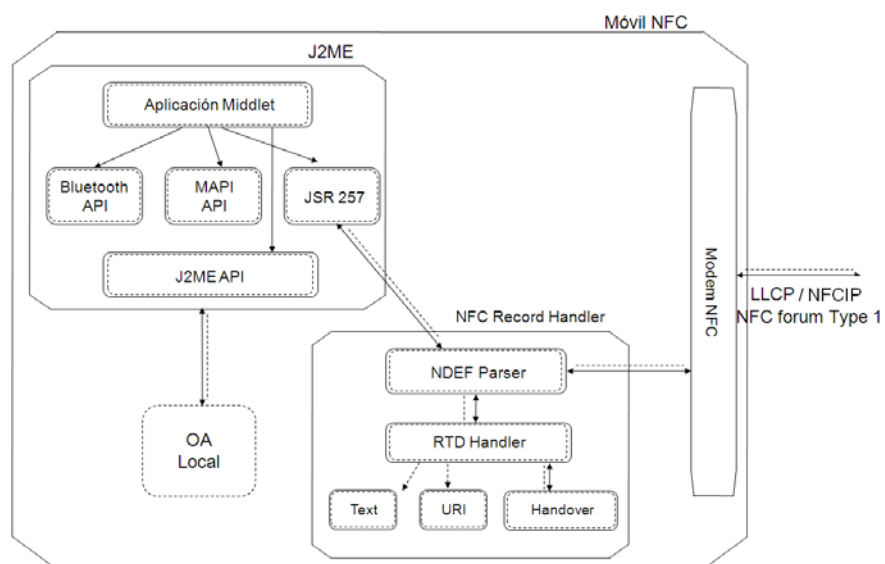 Móvil NFC
J2ME
Aplicación Middlet
Bluetooth
API
MAPI
API
JSR 257
J2ME API
Modem NFC
LLCP / NFCIP
NFC forum Type 1
NFC Record Handler
NDEF Parser
OA
Local
RTD Handler
Text
URI
Handover